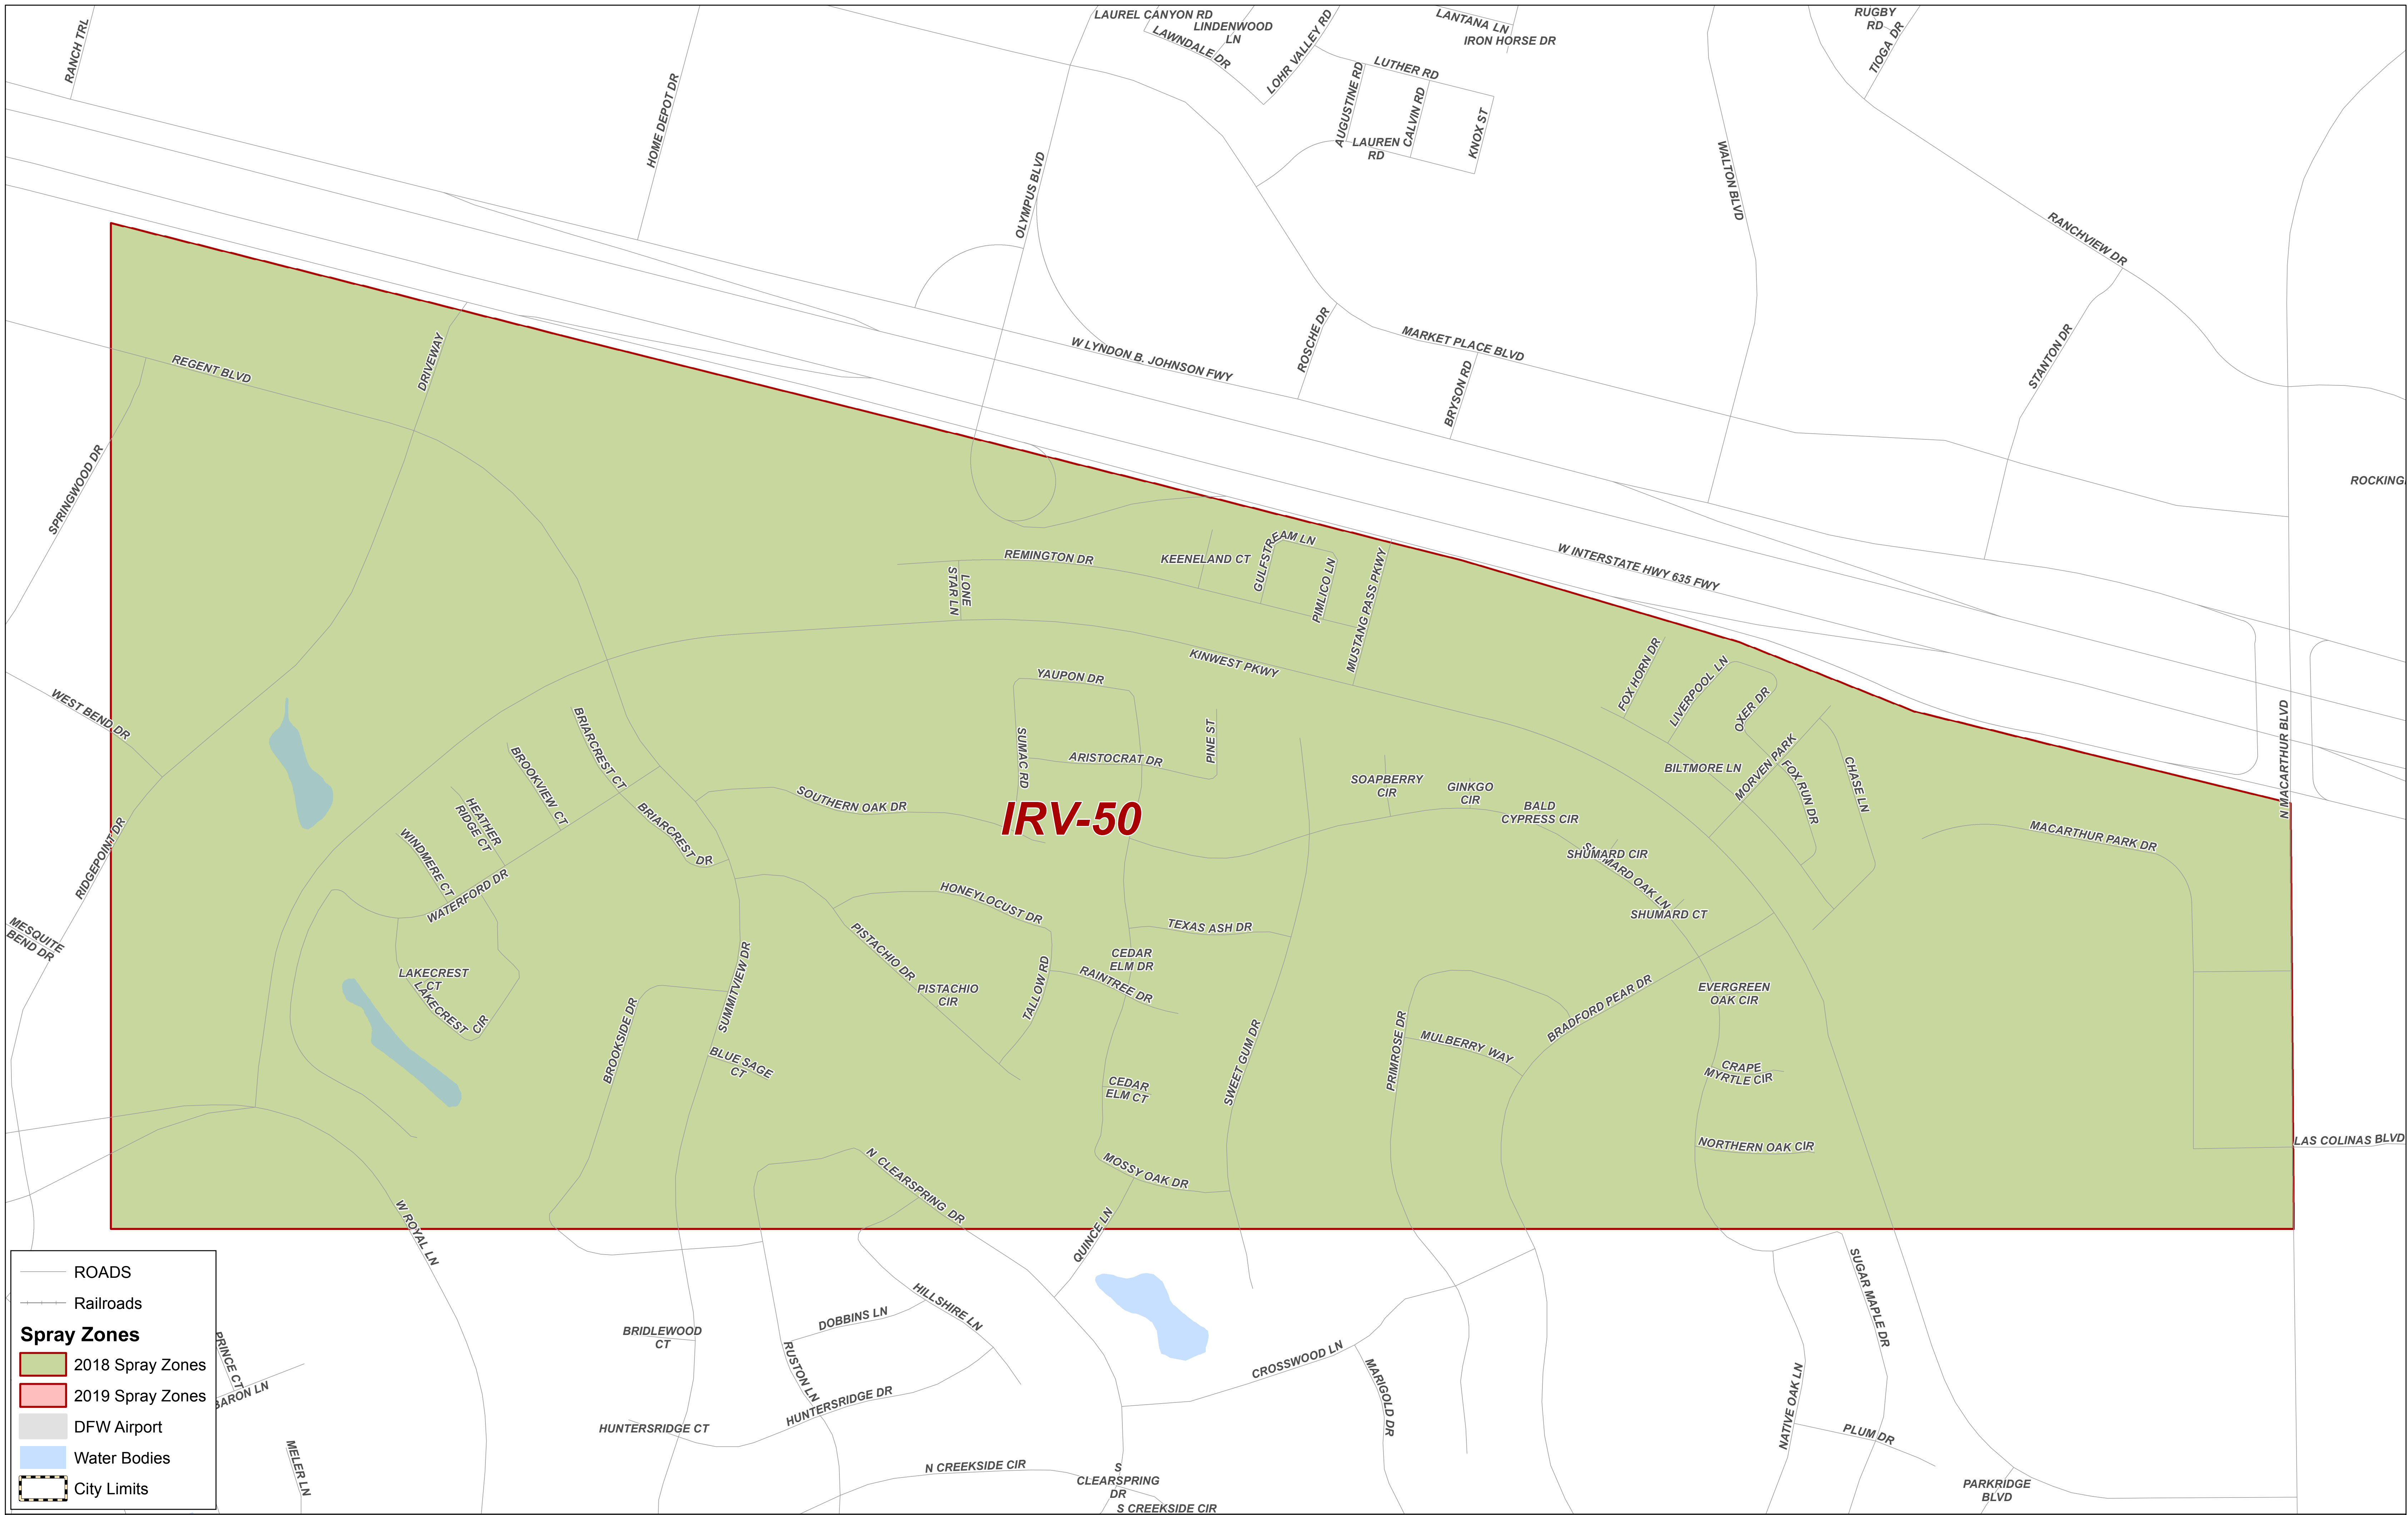 RANCH TRL
HOME DEPOT DR
LAUREL CANYON RD
LINDENWOOD
LN
LAWNDALE DR
LOHR VALLEY RD
LANTANA LN
IRON HORSE DR
RUGBY
RD
TIOGA DR
LUTHER RD
AUGUSTINE RD
CALVIN RD
KNOX ST
LAUREN
RD
OLYMPUS BLVD
WALTON BLVD
RANCHVIEW DR
STANTON DR
ROSCHE DR
MARKET PLACE BLVD
BRYSON RD
W LYNDON B. JOHNSON FWY
REGENT BLVD
DRIVEWAY
SPRINGWOOD DR
ROCKING
W INTERSTATE HWY 635 FWY
REMINGTON DR
LONE
STAR LN
KEENELAND CT
GULFSTREAM LN
PIMLICO LN
MUSTANG PASS PKWY
KINWEST PKWY
YAUPON DR
SUMAC RD
ARISTOCRAT DR
PINE ST
FOX HORN DR
LIVERPOOL LN
OXER DR
BILTMORE LN
MORVEN PARK
FOX RUN DR
CHASE LN
N MACARTHUR BLVD
MACARTHUR PARK DR
WEST BEND DR
BRIARCREST CT
BROOKVIEW CT
HEATHER
RIDGE CT
WINDMERE CT
WATERFORD DR
BRIARCREST DR
SOUTHERN OAK DR
IRV-50
SOAPBERRY
CIR
GINKGO
CIR
BALD
CYPRESS CIR
SHUMARD CIR
SHUMARD OAK LN
SHUMARD CT
RIDGEPOINT DR
MESQUITE
BEND DR
LAKECREST
CT
LAKECREST CIR
HONEYLOCUST DR
PISTACHIO DR
PISTACHIO
CIR
TALLOW RD
TEXAS ASH DR
CEDAR
ELM DR
RAINTREE DR
SUMMITVIEW DR
BROOKSIDE DR
BLUE SAGE
CT
CEDAR
ELM CT
SWEET GUM DR
PRIMROSE DR
MULBERRY WAY
BRADFORD PEAR DR
EVERGREEN
OAK CIR
CRAPE
MYRTLE CIR
NORTHERN OAK CIR
LAS COLINAS BLVD
MOSSY OAK DR
N CLEARSPRING DR
QUINCE LN
W ROYAL LN
SUGAR MAPLE DR
HILLSHIRE LN
DOBBINS LN
BRIDLEWOOD
CT
RUSTON LN
HUNTERSRIDGE DR
HUNTERSRIDGE CT
CROSSWOOD LN
MARIGOLD DR
NATIVE OAK LN
PLUM DR
PARKRIDGE
BLVD
N CREEKSIDE CIR
S
CLEARSPRING
DR
S CREEKSIDE CIR
PRINCE CT
BARON LN
MELER LN
ROADS
Railroads
Spray Zones
2018 Spray Zones
2019 Spray Zones
DFW Airport
Water Bodies
City Limits